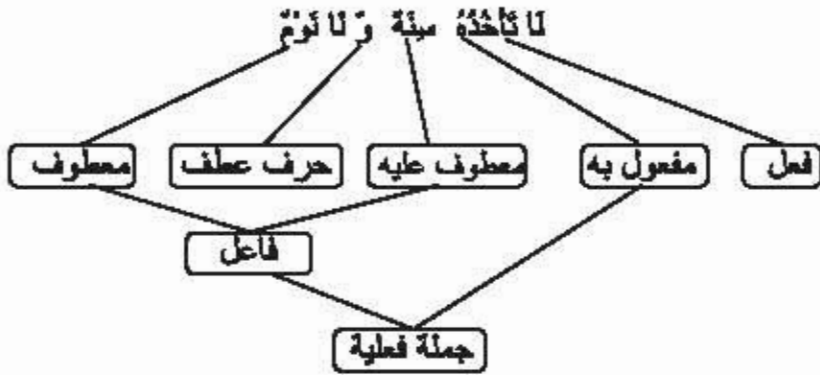 لَا تَأْخُذُهُ سِنَةٌ وَّ لَا نَوْمٌ
فعل مفعول به معطوف عليه حرف عطف معطوف
فاعل
جملة فعلية